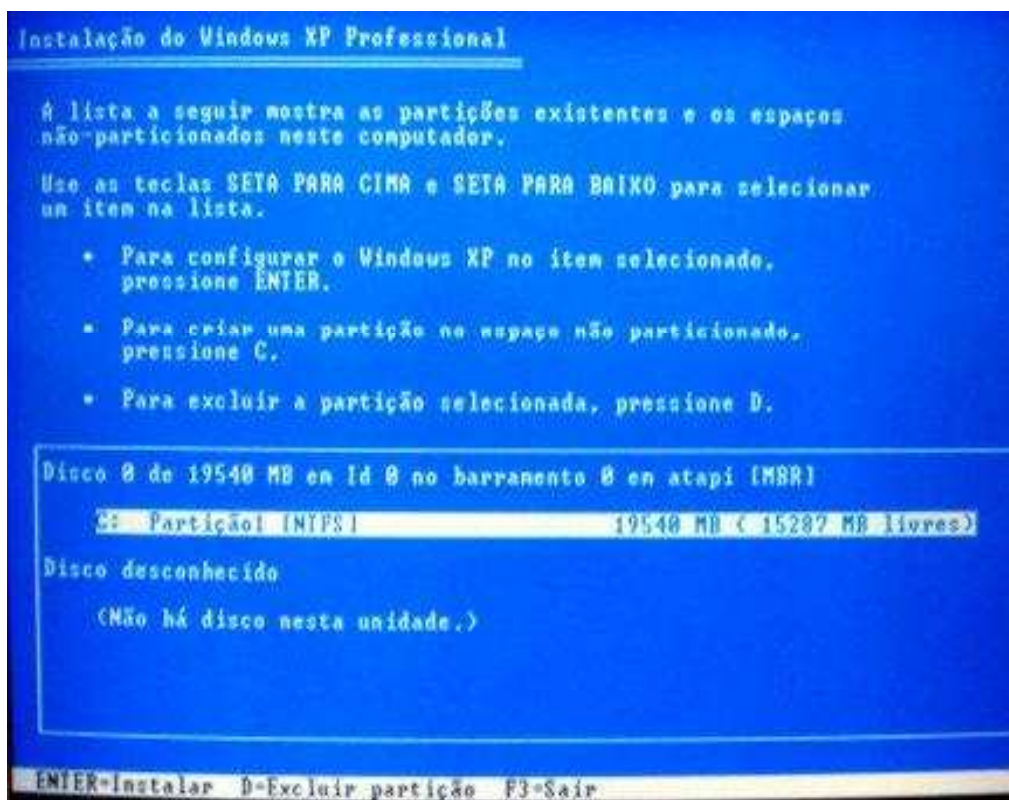 Instalação do Windows XP Professional
A lista a seguir mostra as partições existentes e os espaços
não-particionados neste computador.
Use as teclas SETA PARA CIMA e SETA PARA BAIXO para selecionar
um item na lista.
• Para configurar o Windows XP no item selecionado,
pressione ENTER.
• Para criar uma partição no espaço não particionado,
pressione C.
• Para excluir a partição selecionada, pressione D.
Disco 0 de 19540 MB em Id 0 no barramento 0 em atapi [MBR]
C: Partição1 [NTFS] 19540 MB ( 15287 MB livres)
Disco desconhecido
(Não há disco nesta unidade.)
ENTER=Instalar D=Excluir partição F3=Sair